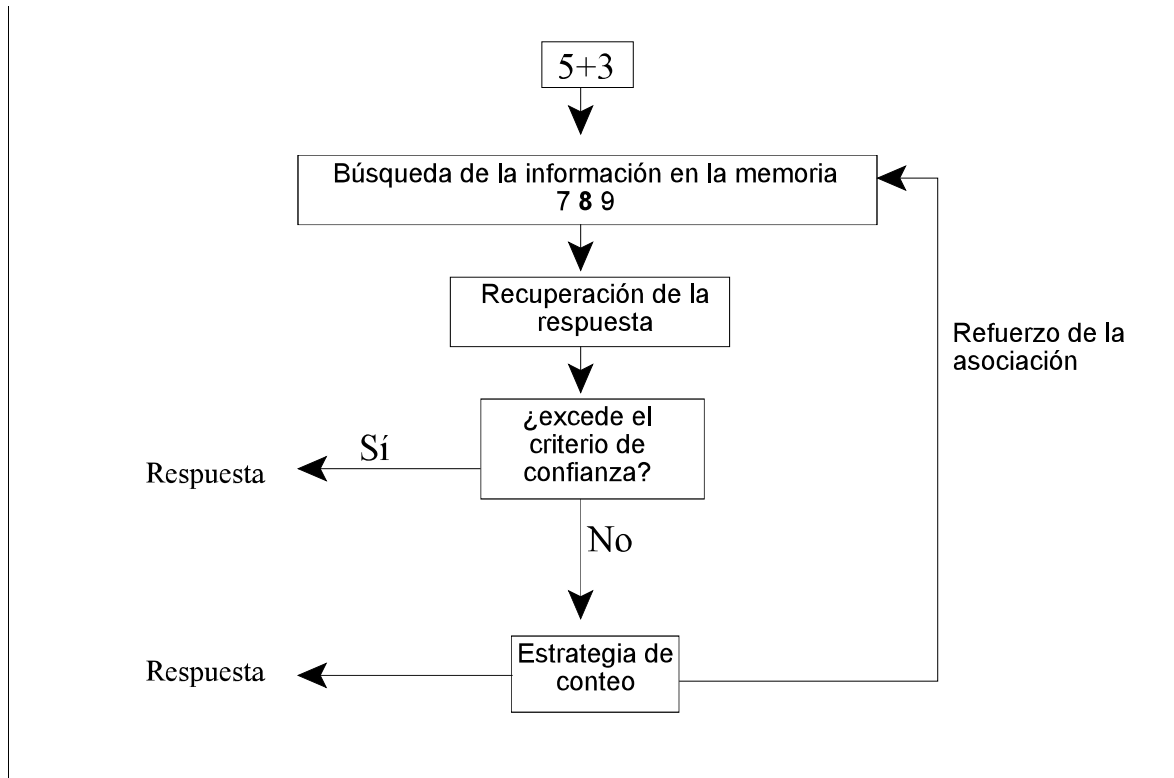 5+3
Búsqueda de la información en la memoria
7 8 9
Recuperación de la
respuesta
Refuerzo de la
asociación
¿excede el
criterio de
confianza?
Sí
Respuesta
No
Estrategia de
conteo
Respuesta